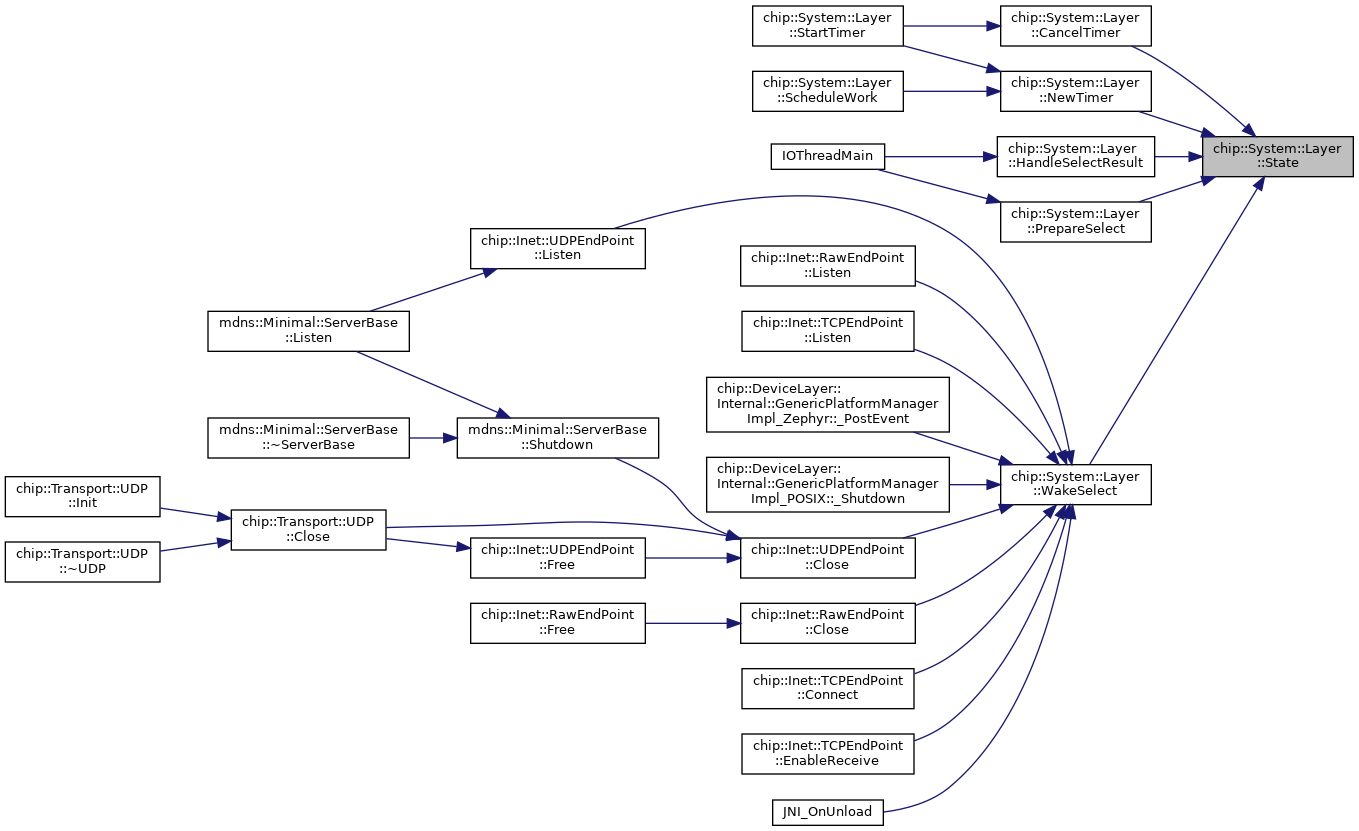 chip::System::Layer
::StartTimer
chip::System::Layer
::CancelTimer
chip::System::Layer
::ScheduleWork
chip::System::Layer
::NewTimer
IOThreadMain
chip::System::Layer
::HandleSelectResult
chip::System::Layer
::State
chip::System::Layer
::PrepareSelect
chip::Inet::UDPEndPoint
::Listen
chip::Inet::RawEndPoint
::Listen
mdns::Minimal::ServerBase
::Listen
chip::Inet::TCPEndPoint
::Listen
chip::DeviceLayer::
Internal::GenericPlatformManager
Impl_Zephyr::_PostEvent
mdns::Minimal::ServerBase
::~ServerBase
mdns::Minimal::ServerBase
::Shutdown
chip::DeviceLayer::
Internal::GenericPlatformManager
Impl_POSIX::_Shutdown
chip::System::Layer
::WakeSelect
chip::Transport::UDP
::Init
chip::Transport::UDP
::Close
chip::Transport::UDP
::~UDP
chip::Inet::UDPEndPoint
::Free
chip::Inet::UDPEndPoint
::Close
chip::Inet::RawEndPoint
::Free
chip::Inet::RawEndPoint
::Close
chip::Inet::TCPEndPoint
::Connect
chip::Inet::TCPEndPoint
::EnableReceive
JNI_OnUnload